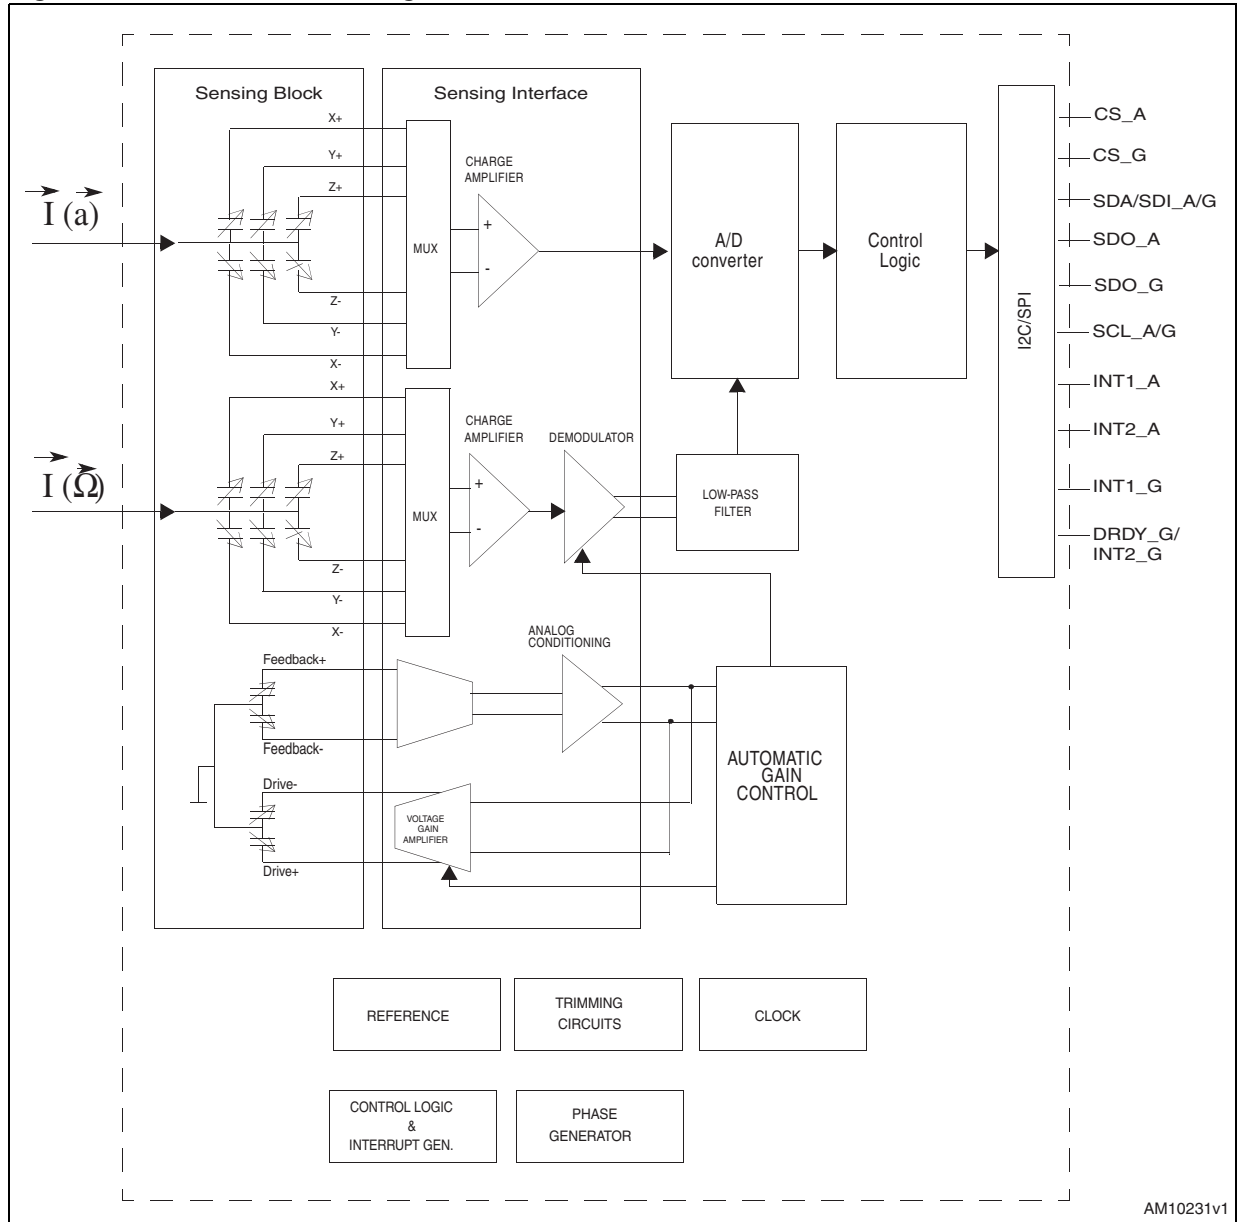 Sensing Block
Sensing Interface
X+
Y+
Z+
I (a)
Z-
Y-
X-
MUX
CHARGE
AMPLIFIER
+
-
A/D
converter
Control
Logic
I2C/SPI
CS_A
CS_G
SDA/SDI_A/G
SDO_A
SDO_G
SCL_A/G
INT1_A
INT2_A
INT1_G
DRDY_G/
INT2_G
X+
Y+
Z+
I (Ω)
Z-
Y-
X-
MUX
CHARGE
AMPLIFIER
+
-
DEMODULATOR
LOW-PASS
FILTER
Feedback+
Feedback-
ANALOG
CONDITIONING
Drive-
Drive+
VOLTAGE
GAIN
AMPLIFIER
AUTOMATIC
GAIN
CONTROL
REFERENCE
TRIMMING
CIRCUITS
CLOCK
CONTROL LOGIC
&
INTERRUPT GEN.
PHASE
GENERATOR
AM10231v1